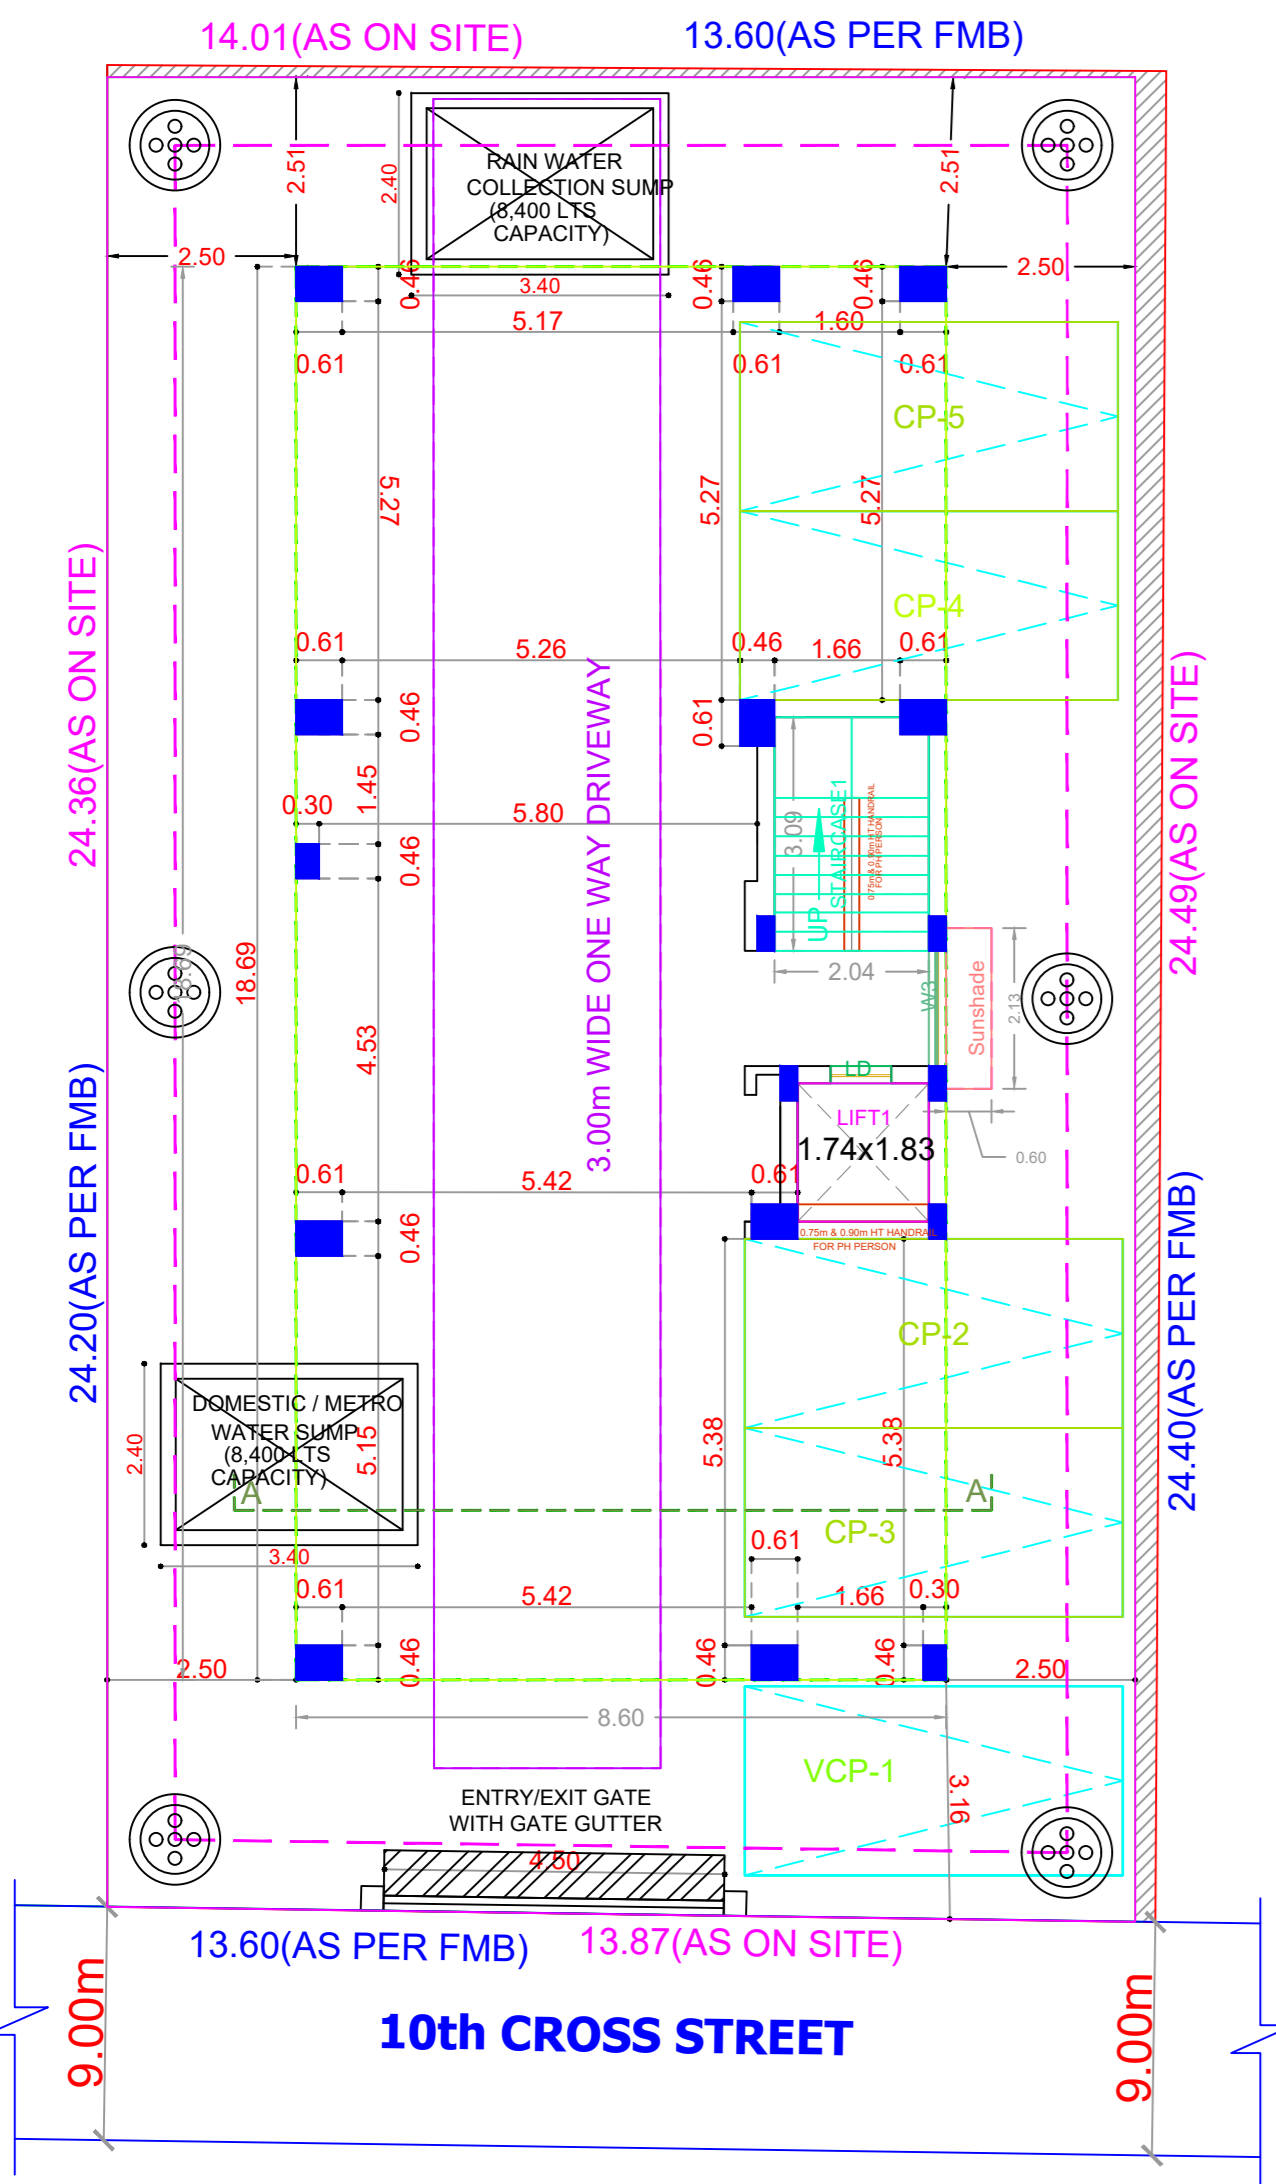 14.01(AS ON SITE)
13.60(AS PER FMB)
2.51
2.40
RAIN WATER
COLLECTION SUMP
(8,400 LTS
CAPACITY)
2.51
2.50
2.50
0.46
3.40
0.46
0.46
5.17
1.60
0.61
0.61
0.61
CP-5
5.27
5.27
5.27
CP-4
24.36(AS ON SITE)
0.61
5.26
0.46
1.66
0.61
24.49(AS ON SITE)
0.46
0.61
1.45
0.30
5.80
3.09
STAIRCASE1
0.75m & 0.90m HT HANDRAIL
FOR PH PERSON
0.46
UP
3.00m WIDE ONE WAY DRIVEWAY
18.69
18.69
2.04
W3
Sunshade
2.13
4.53
LD
LIFT1
1.74x1.83
0.60
24.20(AS PER FMB)
0.61
5.42
0.61
0.46
0.75m & 0.90m HT HANDRAIL
FOR PH PERSON
24.40(AS PER FMB)
CP-2
DOMESTIC / METRO
WATER SUMP
(8,400 LTS
CAPACITY)
2.40
5.15
5.38
5.38
A
A
CP-3
3.40
0.61
0.61
5.42
1.66
0.30
2.50
0.46
0.46
0.46
2.50
8.60
VCP-1
3.16
ENTRY/EXIT GATE
WITH GATE GUTTER
4.50
13.60(AS PER FMB)
13.87(AS ON SITE)
9.00m
10th CROSS STREET
9.00m